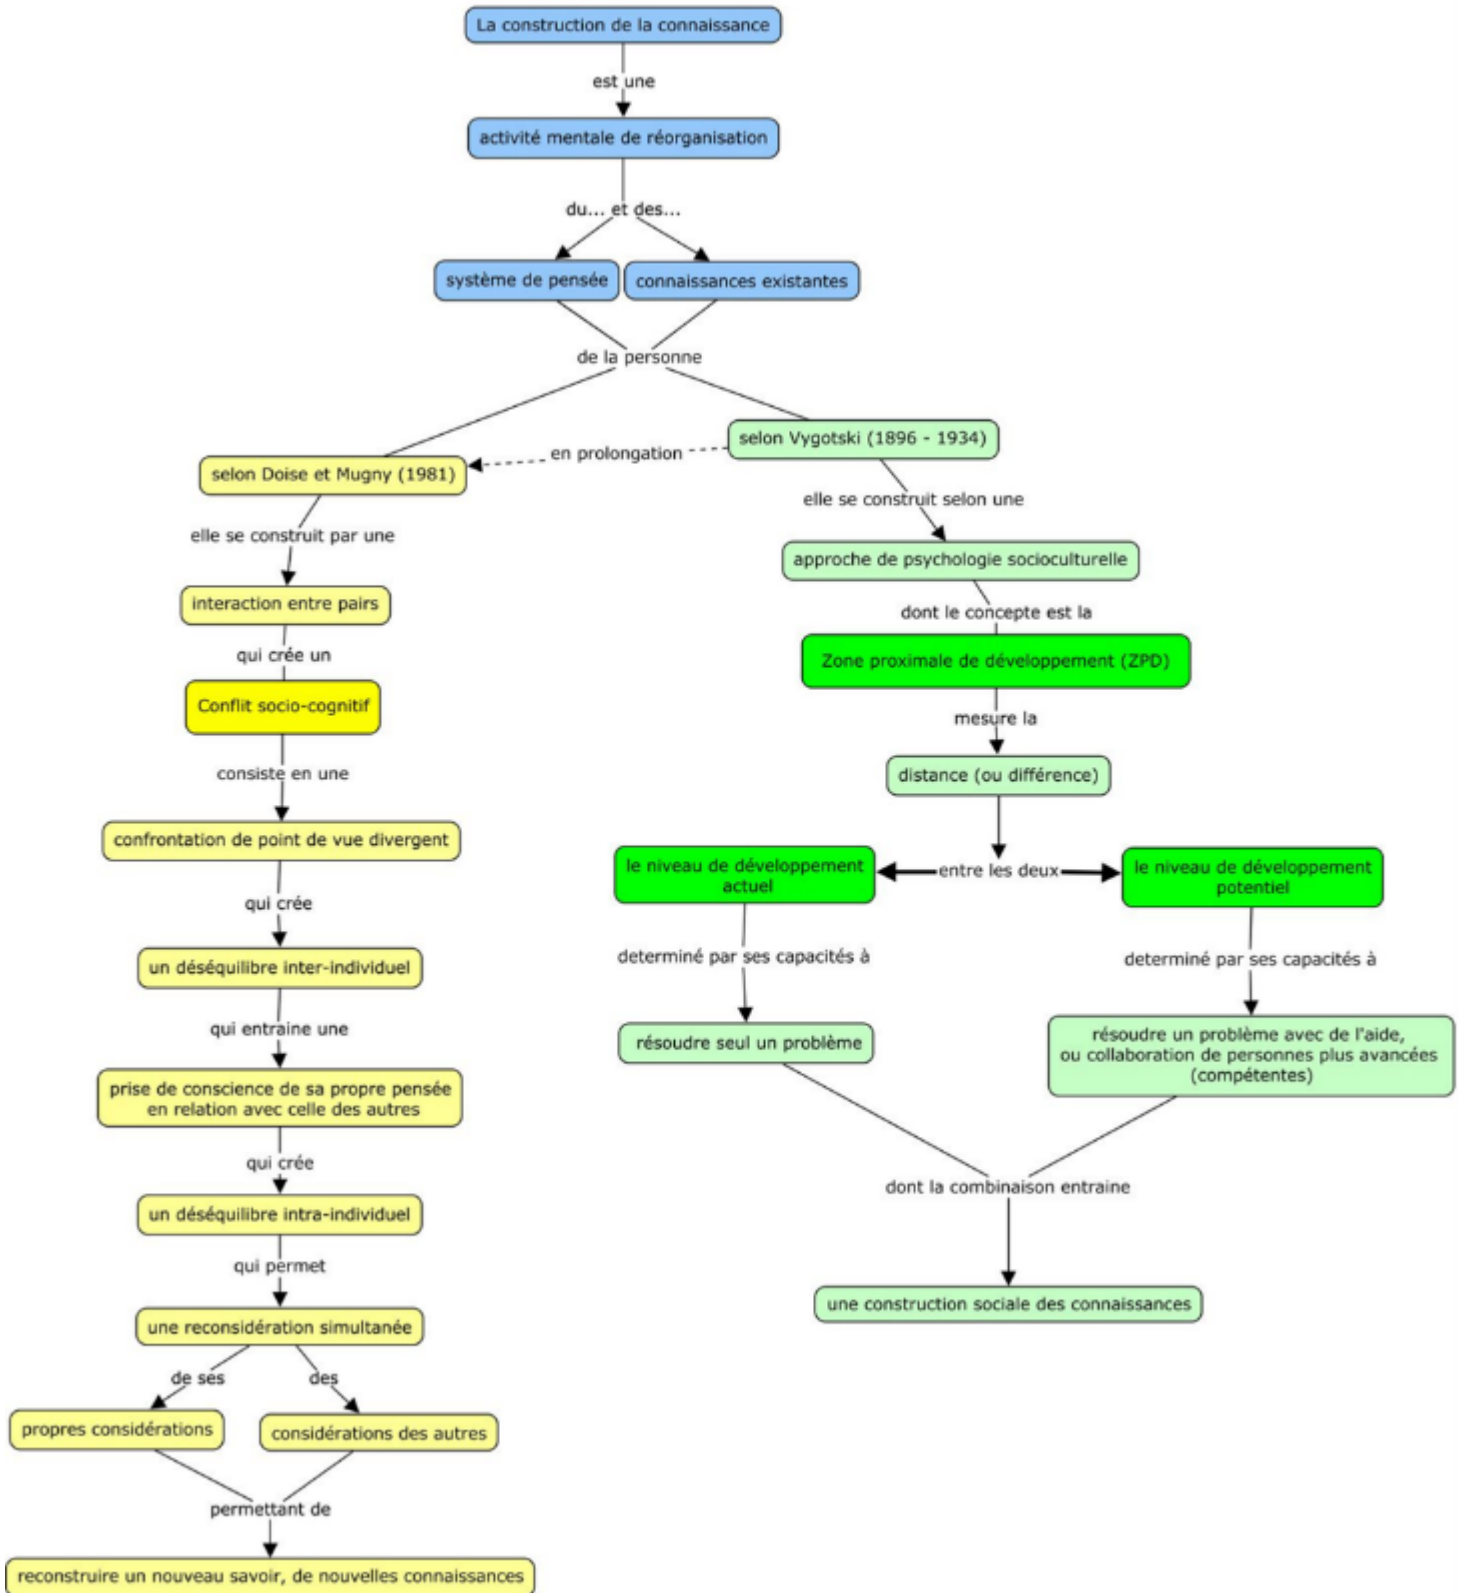 La construction de la connaissance
est une
activité mentale de réorganisation
du... et des...
système de pensée
connaissances existantes
de la personne
selon Vygotski (1896 - 1934)
en prolongation
selon Doise et Mugny (1981)
elle se construit par une
interaction entre pairs
qui crée un
Conflit socio-cognitif
consiste en une
confrontation de point de vue divergent
qui crée
un déséquilibre inter-individuel
qui entraine une
prise de conscience de sa propre pensée
en relation avec celle des autres
qui crée
un déséquilibre intra-individuel
qui permet
une reconsidération simultanée
de ses
des
propres considérations
considérations des autres
permettant de
reconstruire un nouveau savoir, de nouvelles connaissances
elle se construit selon une
approche de psychologie socioculturelle
dont le concept est la
Zone proximale de développement (ZPD)
mesure la
distance (ou différence)
entre les deux
le niveau de développement
actuel
le niveau de développement
potentiel
determiné par ses capacités à
determiné par ses capacités à
résoudre seul un problème
résoudre un problème avec de l'aide,
ou collaboration de personnes plus avancées
(compétentes)
dont la combinaison entraine
une construction sociale des connaissances